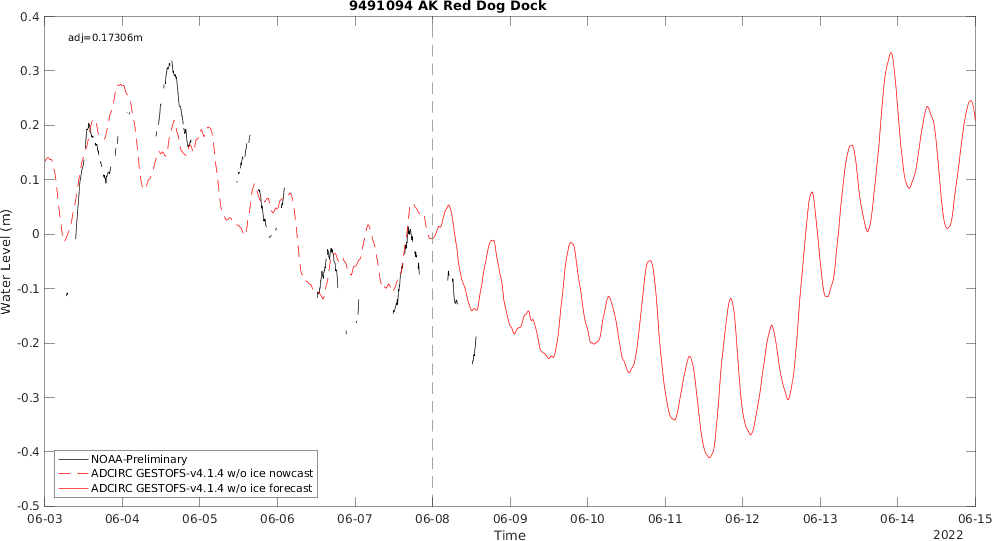 9491094 AK Red Dog Dock
adj=0.17306m
0.4
0.3
0.2
0.1
0
-0.1
-0.2
-0.3
-0.4
-0.5
Water Level (m)
NOAA-Preliminary
ADCIRC GESTOFS-v4.1.4 w/o ice nowcast
ADCIRC GESTOFS-v4.1.4 w/o ice forecast
06-03 06-04 06-05 06-06 06-07 06-08 06-09 06-10 06-11 06-12 06-13 06-14 06-15
Time
2022